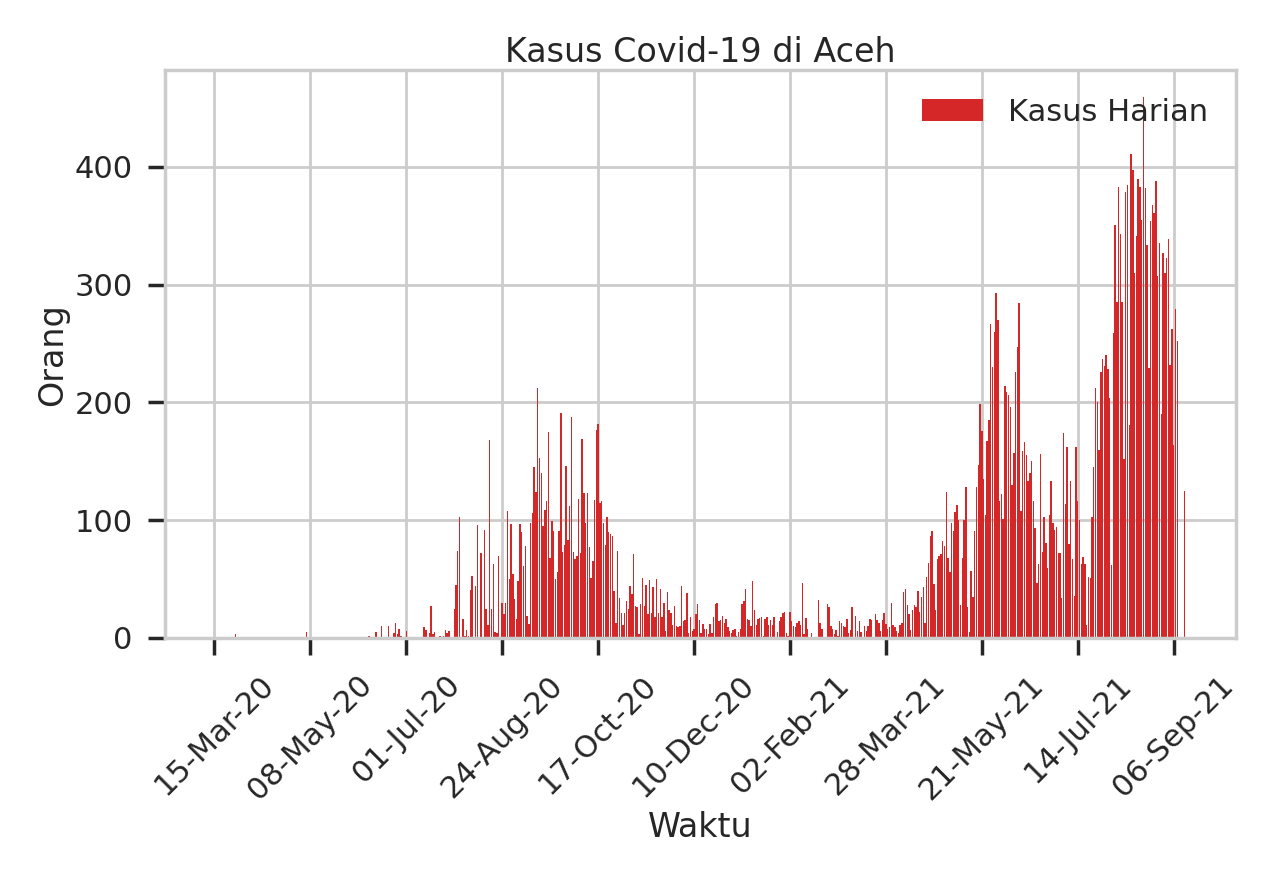 Kasus Covid-19 di Aceh
Kasus Harian
Orang
400
300
200
100
0
15-Mar-20
08-May-20
01-Jul-20
24-Aug-20
17-Oct-20
10-Dec-20
02-Feb-21
28-Mar-21
21-May-21
14-Jul-21
06-Sep-21
Waktu